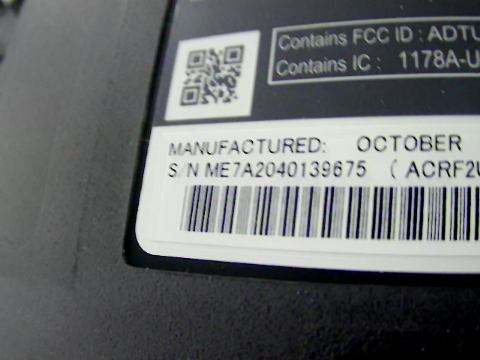 Contains FCC ID : ADTU
Contains IC : 1178A-U
MANUFACTURED: OCTOBER
S/N ME7A2040139675 ( ACRF2U